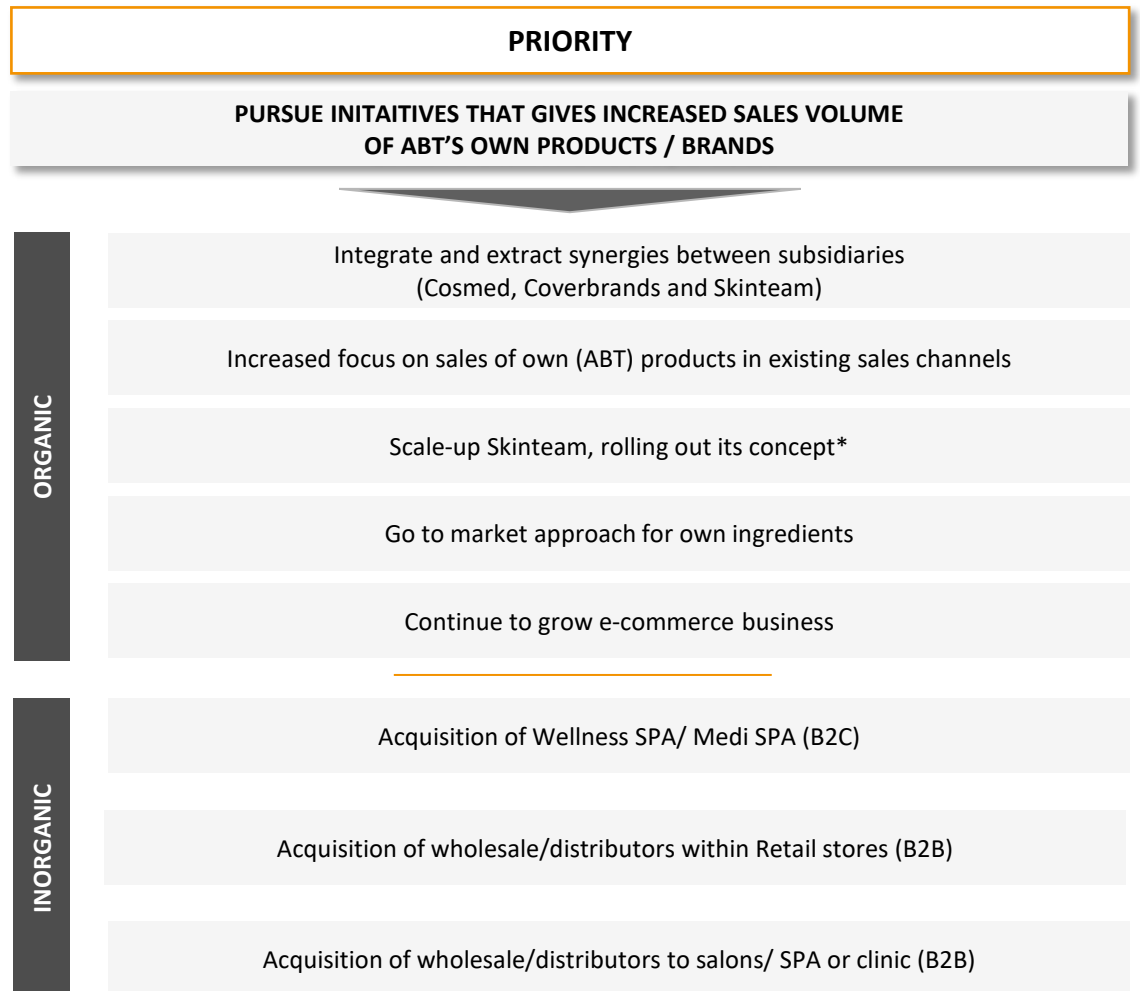 PRIORITY
PURSUE INITAITIVES THAT GIVES INCREASED SALES VOLUME
OF ABT'S OWN PRODUCTS / BRANDS
ORGANIC
Integrate and extract synergies between subsidiaries
(Cosmed, Coverbrands and Skinteam)
Increased focus on sales of own (ABT) products in existing sales channels
Scale-up Skinteam, rolling out its concept*
Go to market approach for own ingredients
Continue to grow e-commerce business
INORGANIC
Acquisition of Wellness SPA/ Medi SPA (B2C)
Acquisition of wholesale/distributors within Retail stores (B2B)
Acquisition of wholesale/distributors to salons/ SPA or clinic (B2B)